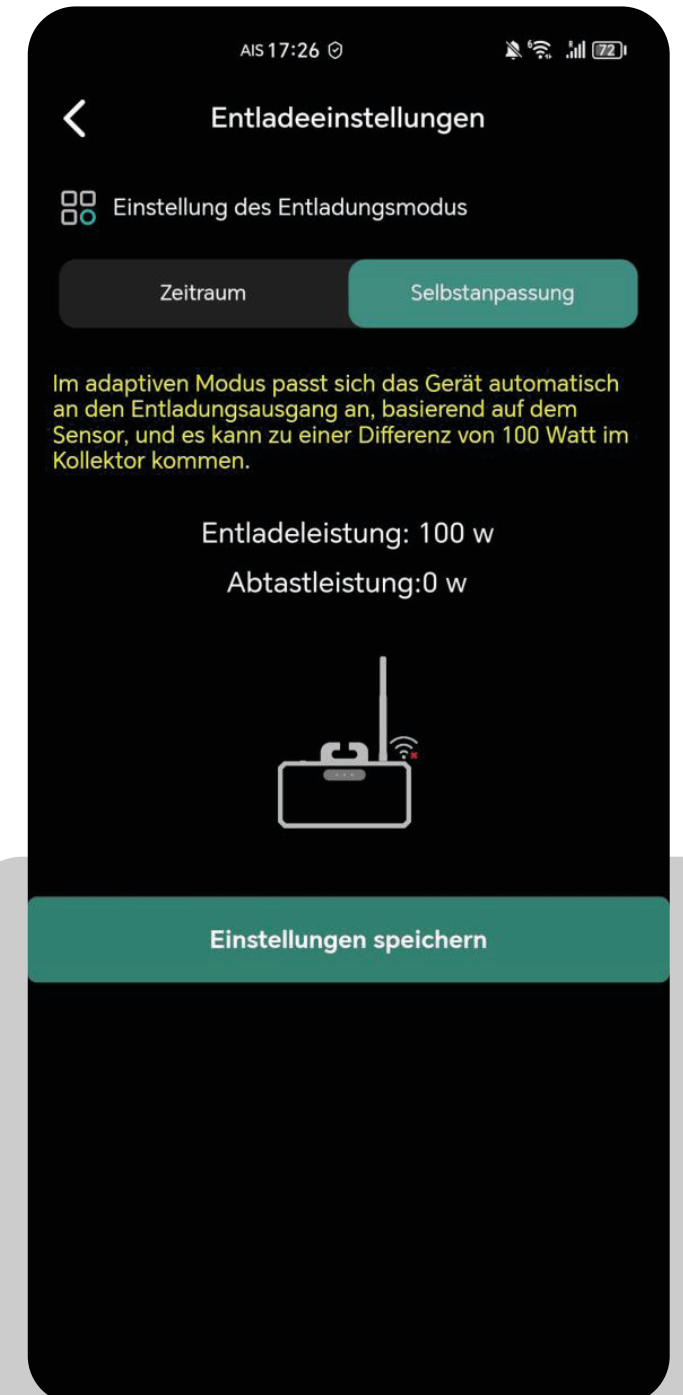 AIS 17:26 72
Entladeeinstellungen
Einstellung des Entladungsmodus
Zeitraum Selbstanpassung
Im adaptiven Modus passt sich das Gerät automatisch
an den Entladungsausgang an, basierend auf dem
Sensor, und es kann zu einer Differenz von 100 Watt im
Kollektor kommen.
Entladeleistung: 100 w
Abtastleistung:0 w
Einstellungen speichern